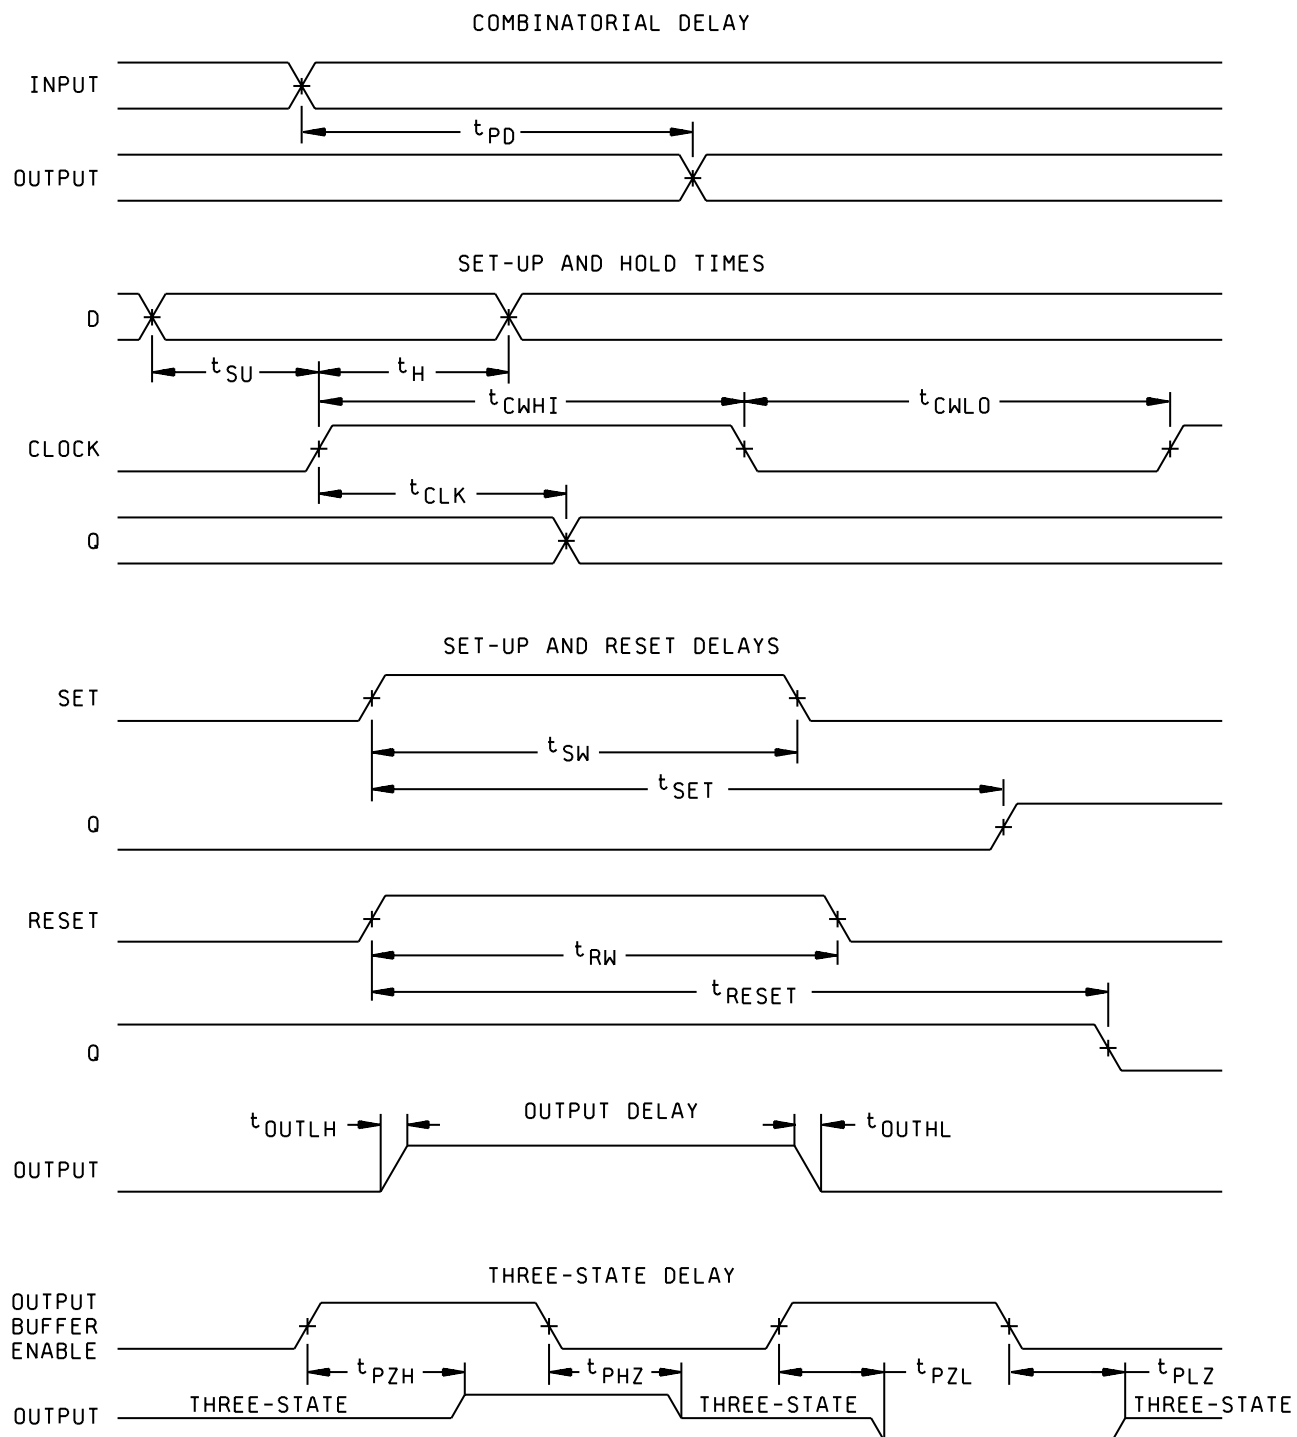 COMBINATORIAL DELAY
INPUT
tPD
OUTPUT
SET-UP AND HOLD TIMES
D
tSU
tH
tCWHI
tCWLO
CLOCK
tCLK
Q
SET-UP AND RESET DELAYS
SET
tSW
tSET
Q
RESET
tRW
tRESET
Q
OUTPUT DELAY
tOUTLH
tOUTHL
OUTPUT
THREE-STATE DELAY
OUTPUT
BUFFER
ENABLE
tPZH
tPHZ
tPZL
tPLZ
THREE-STATE
THREE-STATE
THREE-STATE
OUTPUT